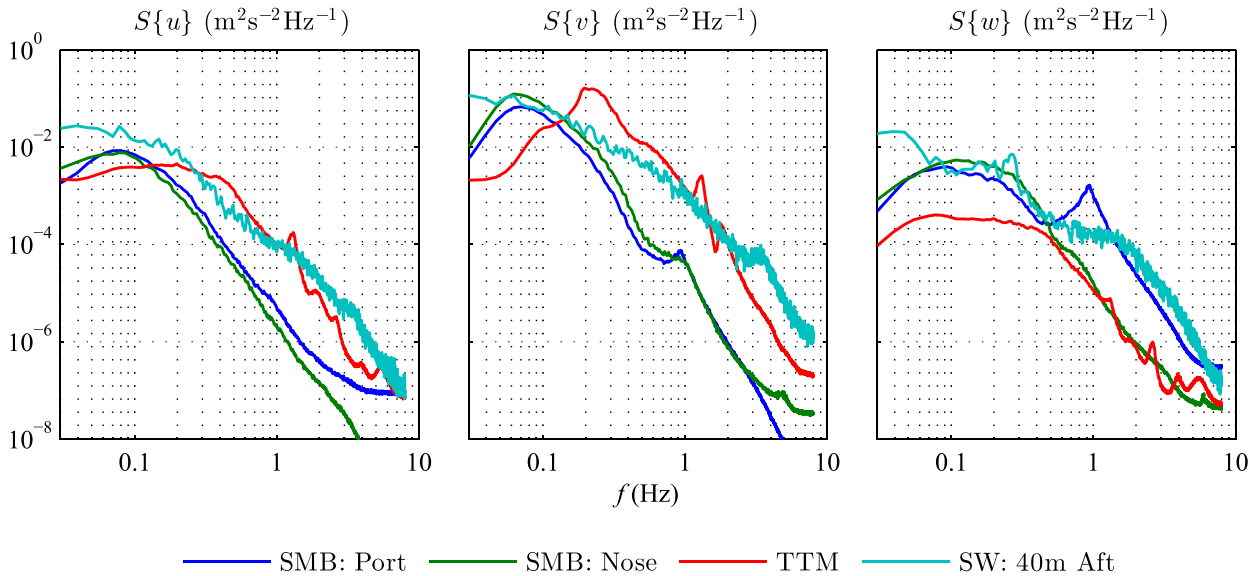 S{u} (m²s⁻²Hz⁻¹) S{v} (m²s⁻²Hz⁻¹) S{w} (m²s⁻²Hz⁻¹)
10⁰
10⁻²
10⁻⁴
10⁻⁶
10⁻⁸
0.1 1 10 0.1 1 10 0.1 1 10
f(Hz)
SMB: Port SMB: Nose TTM SW: 40m Aft